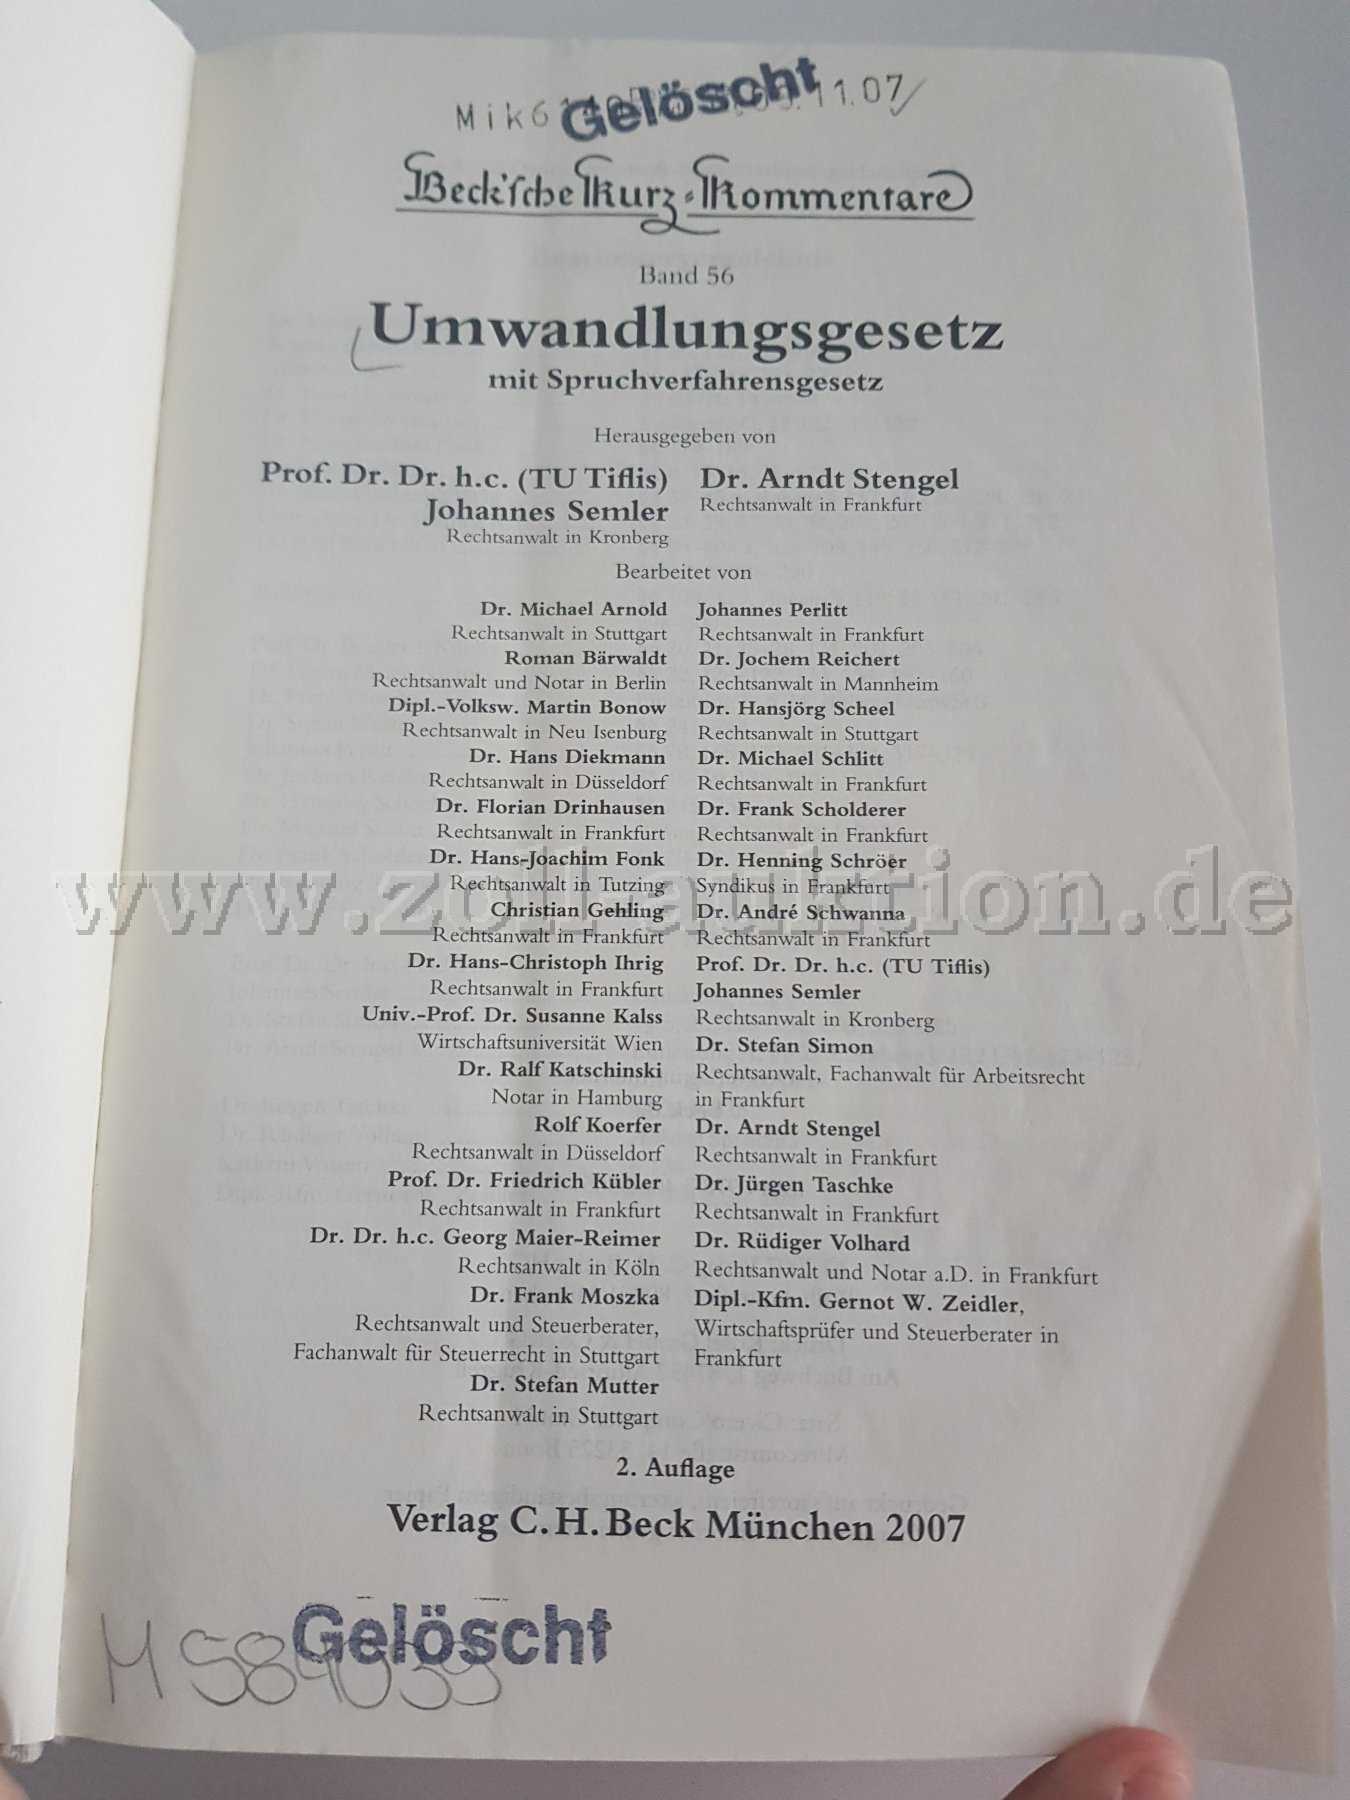 Gelöscht
Mik6 11.07/
Beck'sche Kurz-Kommentare
Band 56
Umwandlungsgesetz
mit Spruchverfahrensgesetz
Herausgegeben von
Prof. Dr. Dr. h.c. (TU Tiflis)
Johannes Semler
Rechtsanwalt in Kronberg
Dr. Arndt Stengel
Rechtsanwalt in Frankfurt
Bearbeitet von
Dr. Michael Arnold
Rechtsanwalt in Stuttgart
Roman Bärwaldt
Rechtsanwalt und Notar in Berlin
Dipl.-Volksw. Martin Bonow
Rechtsanwalt in Neu Isenburg
Dr. Hans Diekmann
Rechtsanwalt in Düsseldorf
Dr. Florian Drinhausen
Rechtsanwalt in Frankfurt
Dr. Hans-Joachim Fonk
Rechtsanwalt in Tutzing
Christian Gehling
Rechtsanwalt in Frankfurt
Dr. Hans-Christoph Ihrig
Rechtsanwalt in Frankfurt
Univ.-Prof. Dr. Susanne Kalss
Wirtschaftsuniversität Wien
Dr. Ralf Katschinski
Notar in Hamburg
Rolf Koerfer
Rechtsanwalt in Düsseldorf
Prof. Dr. Friedrich Kübler
Rechtsanwalt in Frankfurt
Dr. Dr. h.c. Georg Maier-Reimer
Rechtsanwalt in Köln
Dr. Frank Moszka
Rechtsanwalt und Steuerberater,
Fachanwalt für Steuerrecht in Stuttgart
Dr. Stefan Mutter
Rechtsanwalt in Stuttgart
Johannes Perlitt
Rechtsanwalt in Frankfurt
Dr. Jochem Reichert
Rechtsanwalt in Mannheim
Dr. Hansjörg Scheel
Rechtsanwalt in Stuttgart
Dr. Michael Schlitt
Rechtsanwalt in Frankfurt
Dr. Frank Scholderer
Rechtsanwalt in Frankfurt
Dr. Henning Schröer
Syndikus in Frankfurt
Dr. André Schwanna
Rechtsanwalt in Frankfurt
Prof. Dr. Dr. h.c. (TU Tiflis)
Johannes Semler
Rechtsanwalt in Kronberg
Dr. Stefan Simon
Rechtsanwalt, Fachanwalt für Arbeitsrecht
in Frankfurt
Dr. Arndt Stengel
Rechtsanwalt in Frankfurt
Dr. Jürgen Taschke
Rechtsanwalt in Frankfurt
Dr. Rüdiger Volhard
Rechtsanwalt und Notar a.D. in Frankfurt
Dipl.-Kfm. Gernot W. Zeidler,
Wirtschaftsprüfer und Steuerberater in
Frankfurt
www.zoll-auktion.de
2. Auflage
Verlag C.H.Beck München 2007
Gelöscht
M 584039